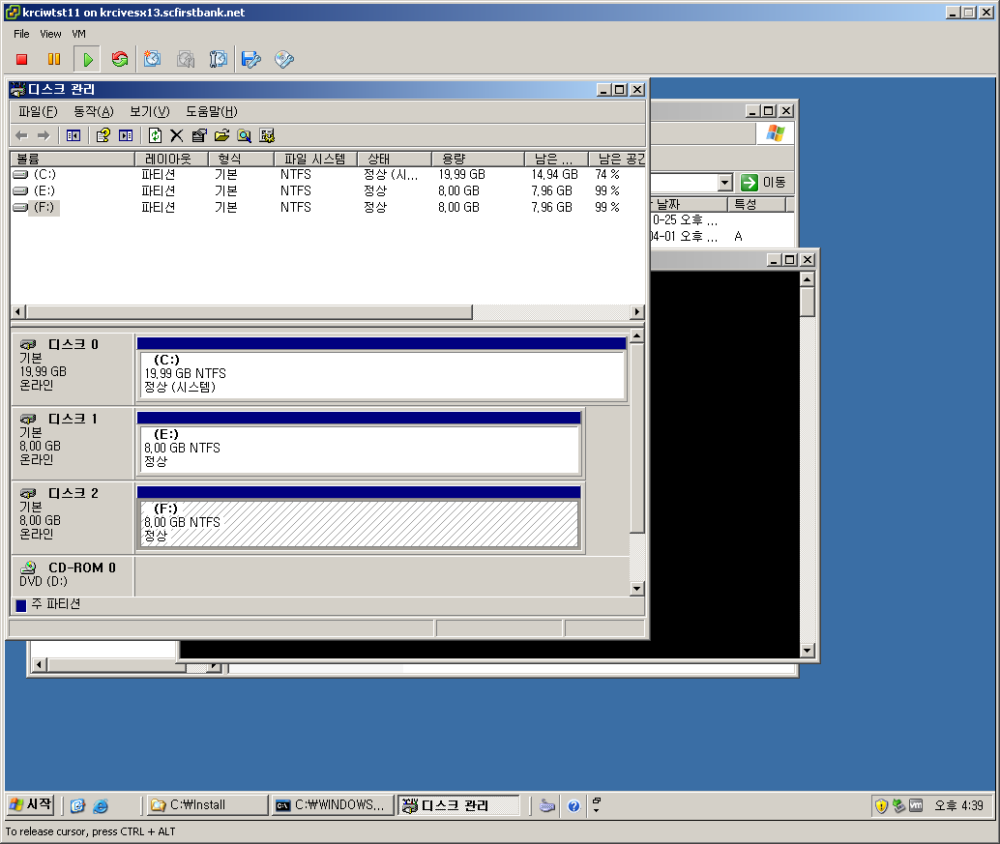 krciwtst11 on krcivesx13.scfirstbank.net
File View VM
디스크 관리
파일(F) 동작(A) 보기(V) 도움말(H)
볼륨 레이아웃 형식 파일 시스템 상태 용량 남은 ... 남은 공간
(C:) 파티션 기본 NTFS 정상 (시... 19,99 GB 14,94 GB 74 %
(E:) 파티션 기본 NTFS 정상 8,00 GB 7,96 GB 99 %
(F:) 파티션 기본 NTFS 정상 8,00 GB 7,96 GB 99 %
이동
날짜 특성
0-25 오후 ...
04-01 오후 ... A
디스크 0
기본
19,99 GB
온라인
(C:)
19,99 GB NTFS
정상 (시스템)
디스크 1
기본
8,00 GB
온라인
(E:)
8,00 GB NTFS
정상
디스크 2
기본
8,00 GB
온라인
(F:)
8,00 GB NTFS
정상
CD-ROM 0
DVD (D:)
주 파티션
시작 C:₩Install C:₩WINDOWS... 디스크 관리 오후 4:39
To release cursor, press CTRL + ALT